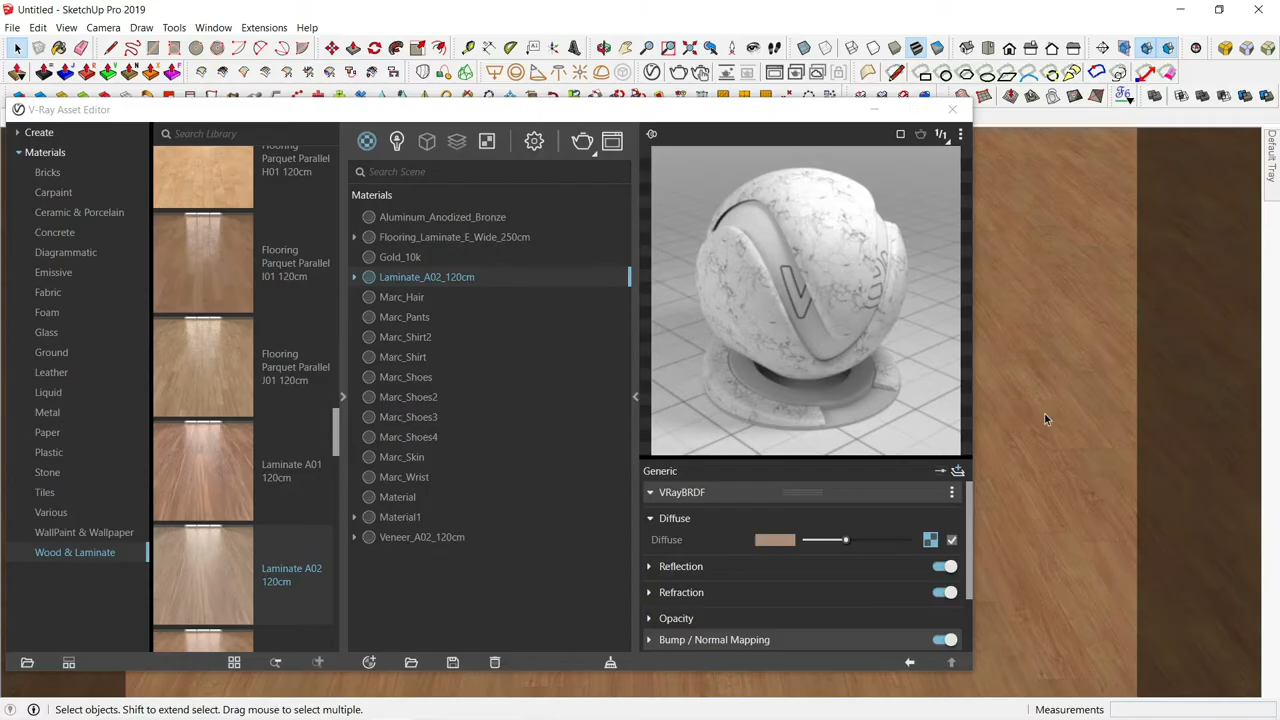 Untitled - SketchUp Pro 2019
File Edit View Camera Draw Tools Window Extensions Help
V-Ray Asset Editor
Create
Materials
Bricks
Carpaint
Ceramic & Porcelain
Concrete
Diagrammatic
Emissive
Fabric
Foam
Glass
Ground
Leather
Liquid
Metal
Paper
Plastic
Stone
Tiles
Various
WallPaint & Wallpaper
Wood & Laminate
Search Library
Flooring
Parquet Parallel
H01 120cm
Flooring
Parquet Parallel
I01 120cm
Flooring
Parquet Parallel
J01 120cm
Laminate A01
120cm
Laminate A02
120cm
Search Scene
Materials
Aluminum_Anodized_Bronze
Flooring_Laminate_E_Wide_250cm
Gold_10k
Laminate_A02_120cm
Marc_Hair
Marc_Pants
Marc_Shirt2
Marc_Shirt
Marc_Shoes
Marc_Shoes2
Marc_Shoes3
Marc_Shoes4
Marc_Skin
Marc_Wrist
Material
Material1
Veneer_A02_120cm
1/1
Generic
VRayBRDF
Diffuse
Diffuse
Reflection
Refraction
Opacity
Bump / Normal Mapping
Default Tray
Select objects. Shift to extend select. Drag mouse to select multiple.
Measurements